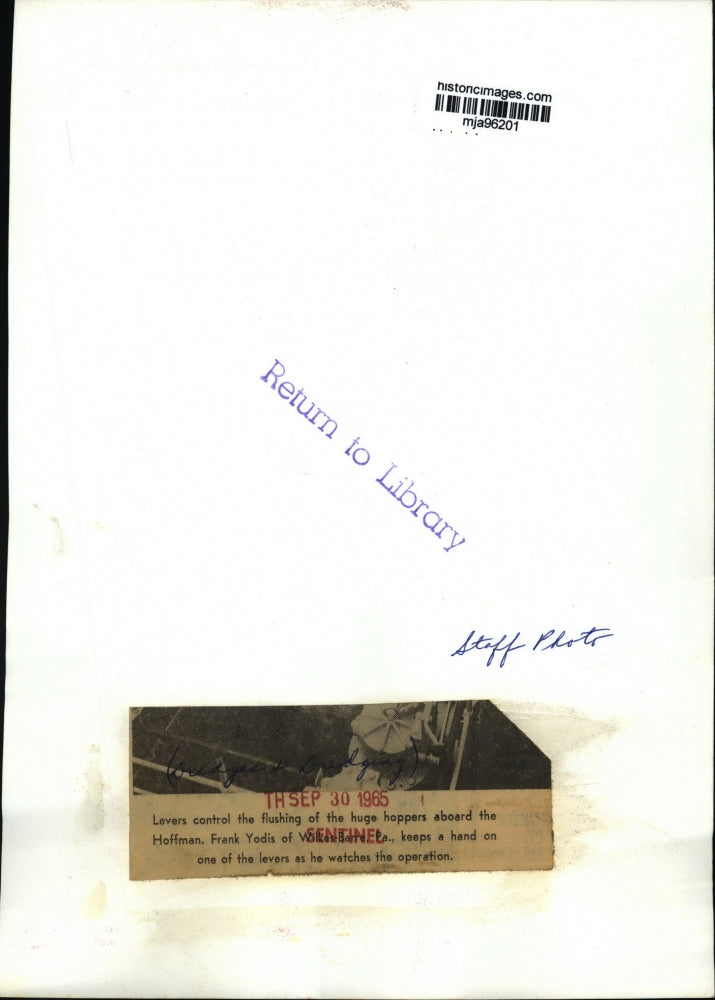 historicimages.com
mja96201
Return to Library
Staff Photo
(Dredges & Dredging)
TH SEP 30 1965
Levers control the flushing of the huge hoppers aboard the
Hoffman. Frank Yodis of Wilkes-Barre, Pa., keeps a hand on
SENTINEL
one of the levers as he watches the operation.